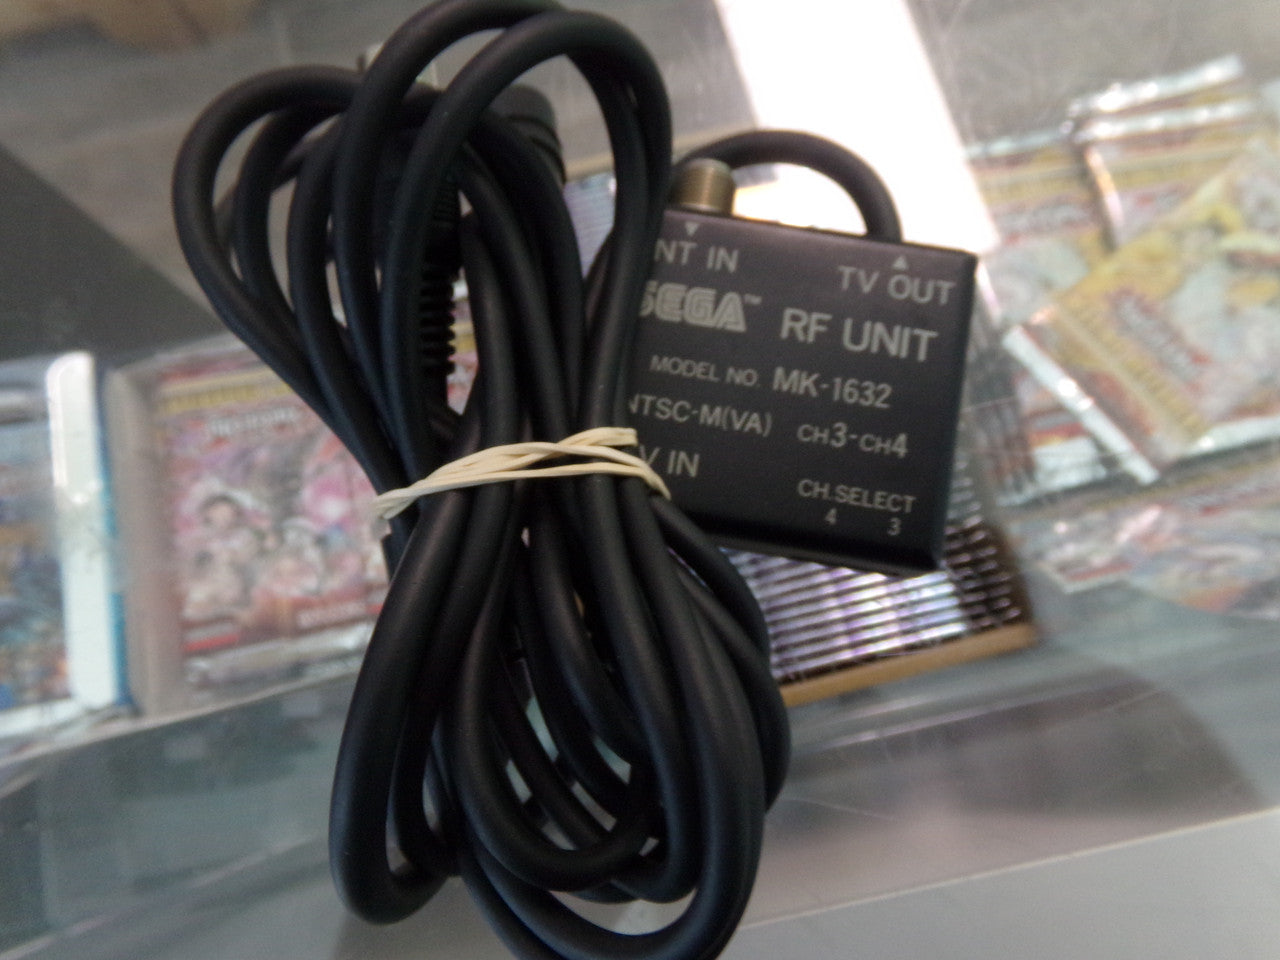 NT IN
TV OUT
SEGA™ RF UNIT
MODEL NO. MK-1632
NTSC-M(VA) CH3-CH4
V IN
CH.SELECT
4 3